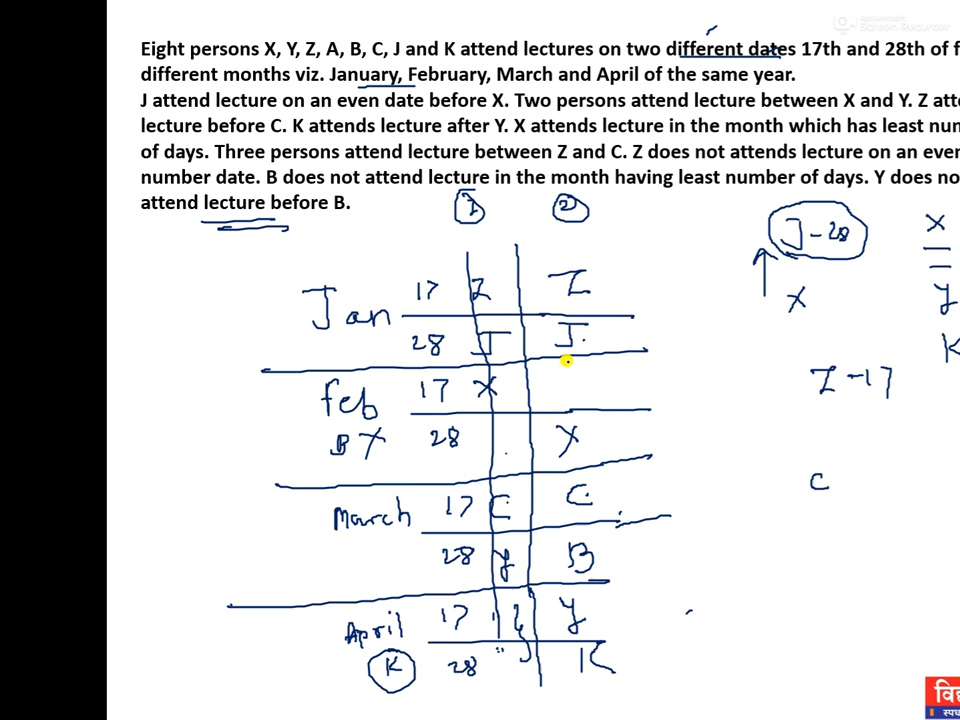 Eight persons X, Y, Z, A, B, C, J and K attend lectures on two different dates 17th and 28th of f
different months viz. January, February, March and April of the same year.
J attend lecture on an even date before X. Two persons attend lecture between X and Y. Z atte
lecture before C. K attends lecture after Y. X attends lecture in the month which has least num
of days. Three persons attend lecture between Z and C. Z does not attends lecture on an even
number date. B does not attend lecture in the month having least number of days. Y does no
attend lecture before B.
1 2
J-28 X
Jan 17 Z Z
X Y
28 J J.
K
Feb 17 X
Z-17
B X 28 X
C
March 17 C C
28 Y B
April 17 Y
K 28 K
विद्य